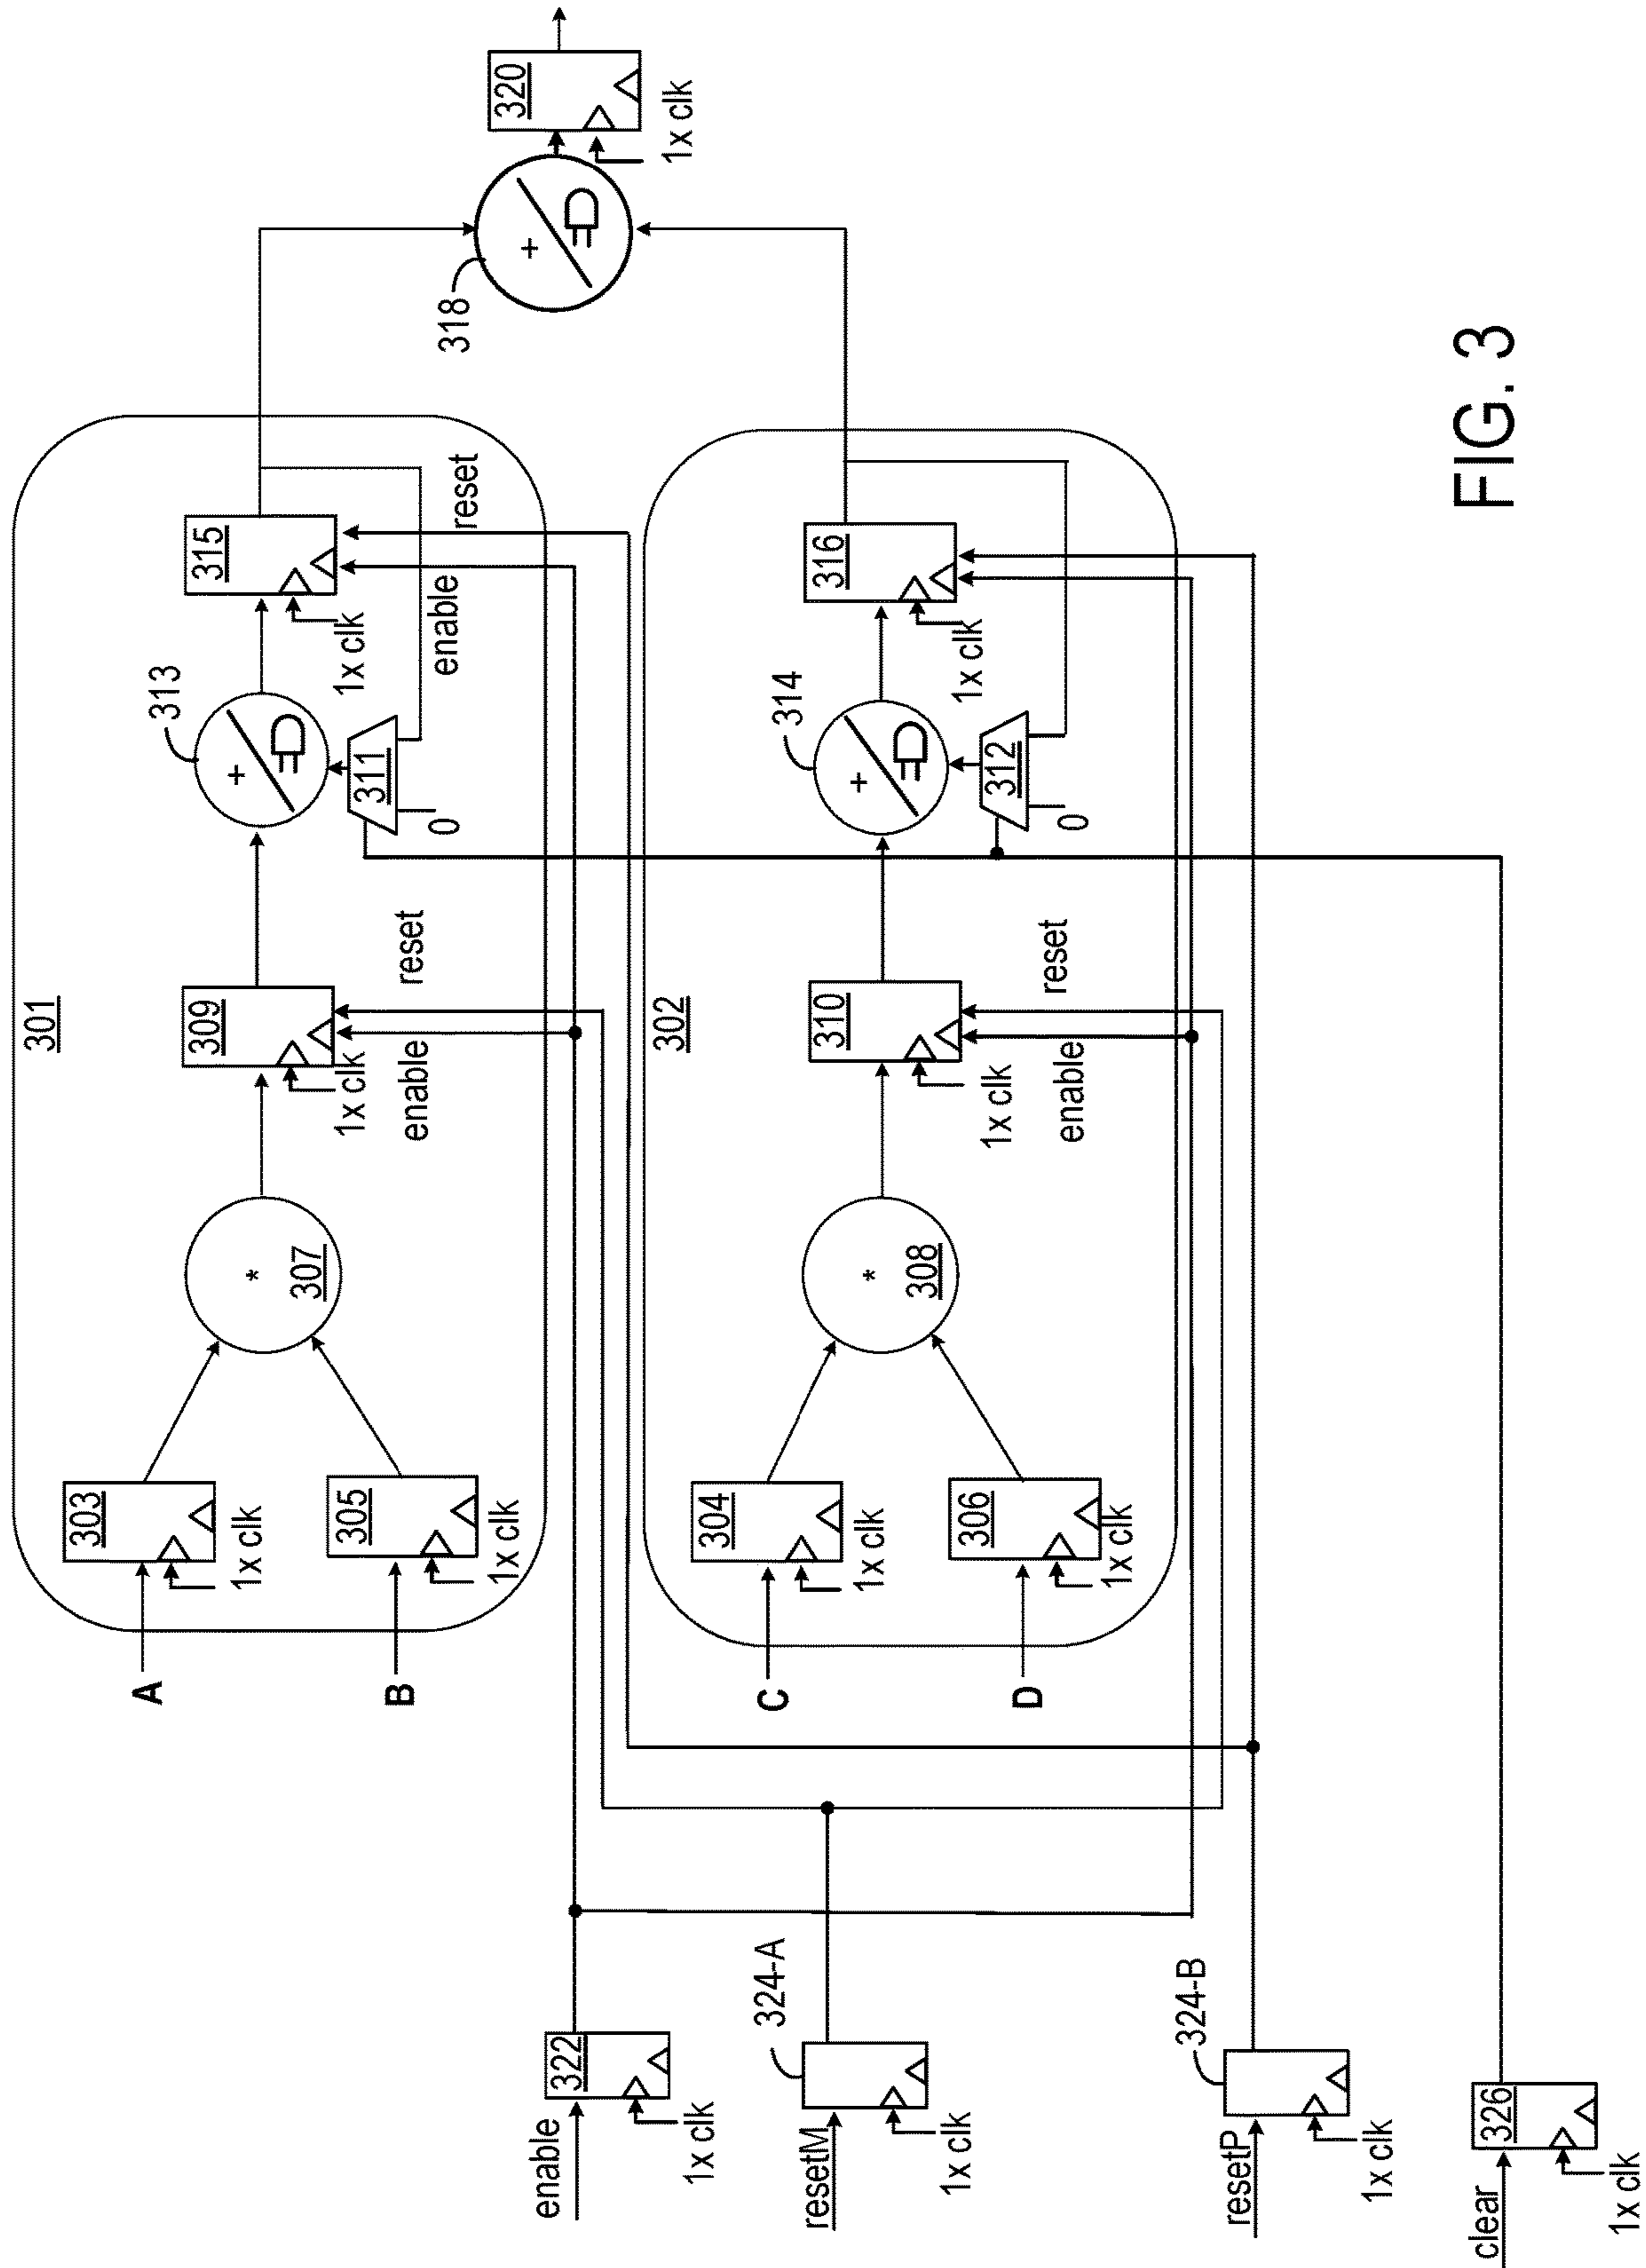 301
A
303
1x clk
B
305
1x clk
*
307
309
1x clk
enable
reset
313
+
311
0
315
1x clk
enable
reset
302
C
304
1x clk
D
306
1x clk
*
308
310
1x clk
enable
reset
314
+
312
0
316
1x clk
318
+
320
1x clk
enable
322
1x clk
resetM
324-A
1x clk
resetP
324-B
1x clk
clear
326
1x clk
FIG. 3